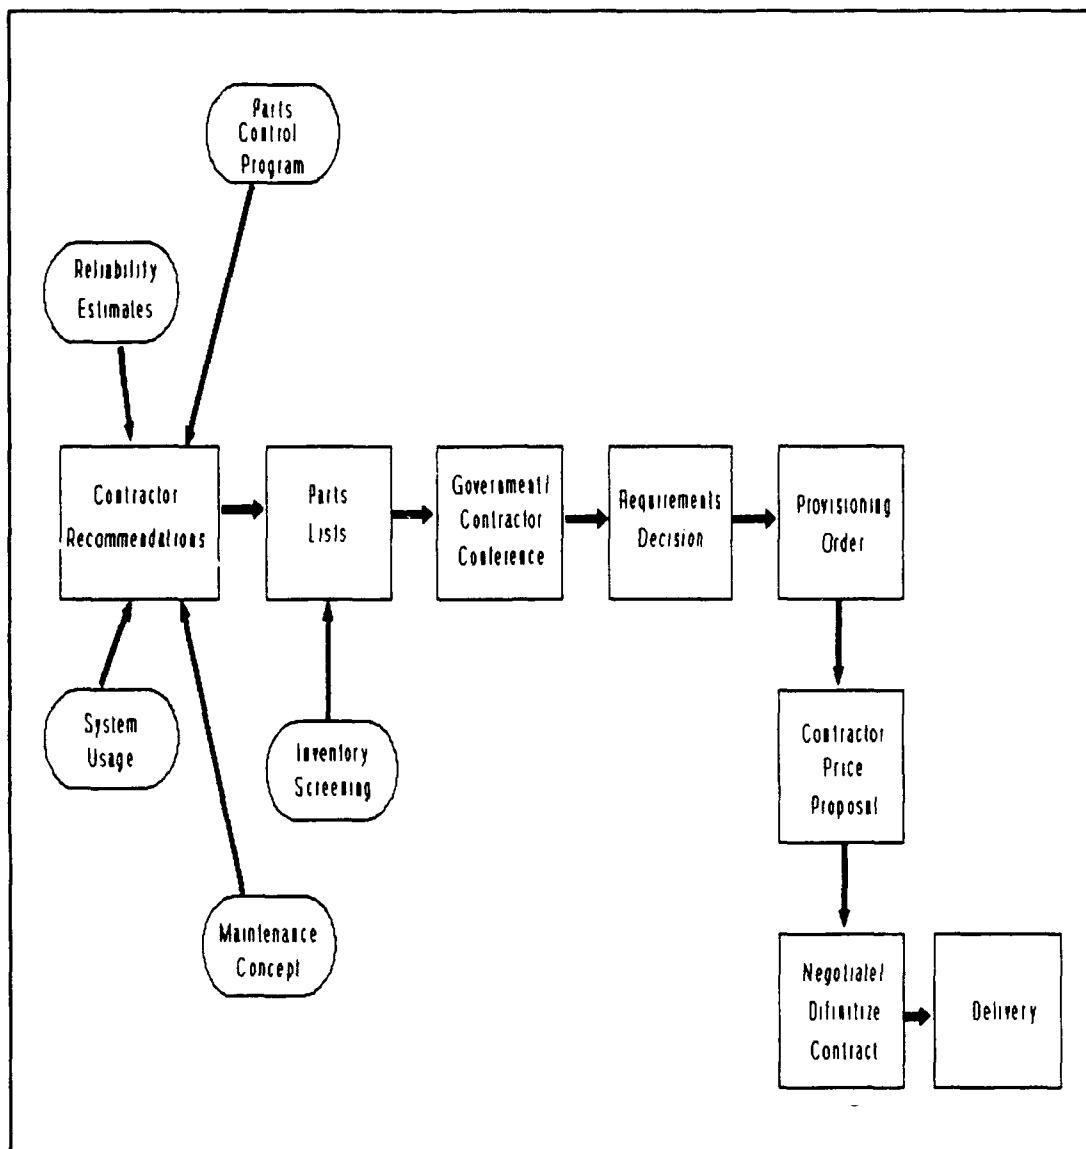 Parts
Control
Program
Reliability
Estimates
Contractor
Recommendations
Parts
Lists
Government/
Contractor
Conference
Requirements
Decision
Provisioning
Order
System
Usage
Inventory
Screening
Contractor
Price
Proposal
Maintenance
Concept
Negotiate/
Difinitize
Contract
Delivery